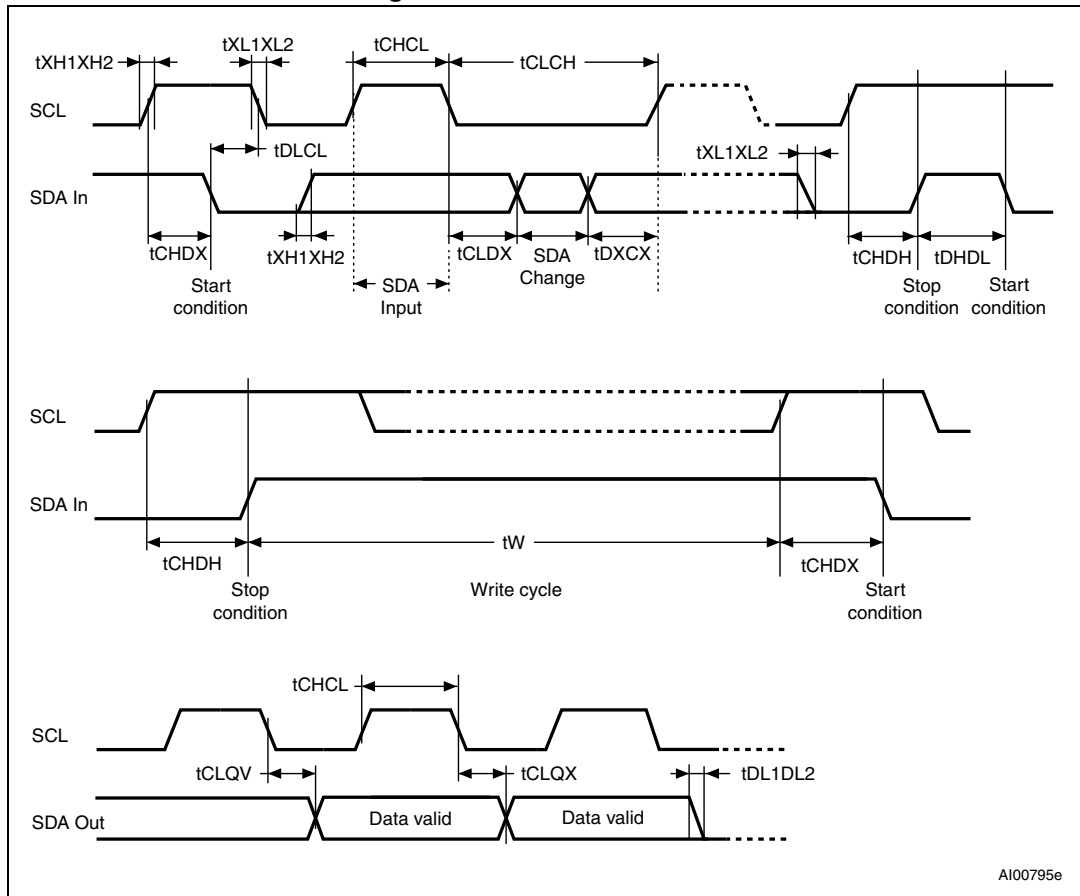 tXH1XH2
tXL1XL2
tCHCL
tCLCH
SCL
tDLCL
tXL1XL2
SDA In
tCHDX
tXH1XH2
tCLDX
SDA
Change
tDXCX
tCHDH
tDHDL
Start
condition
SDA
Input
Stop
condition
Start
condition
SCL
SDA In
tCHDH
tW
tCHDX
Stop
condition
Write cycle
Start
condition
tCHCL
SCL
tCLQV
tCLQX
tDL1DL2
SDA Out
Data valid
Data valid
AI00795e